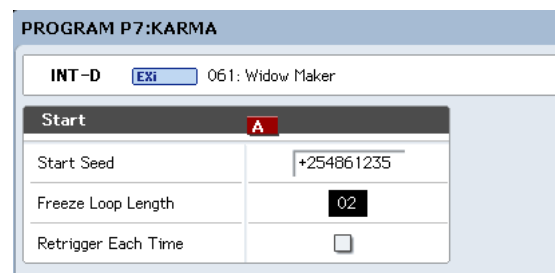 PROGRAM P7:KARMA
INT-D EXi 061: Widow Maker
Start A
Start Seed +254861235
Freeze Loop Length 02
Retrigger Each Time